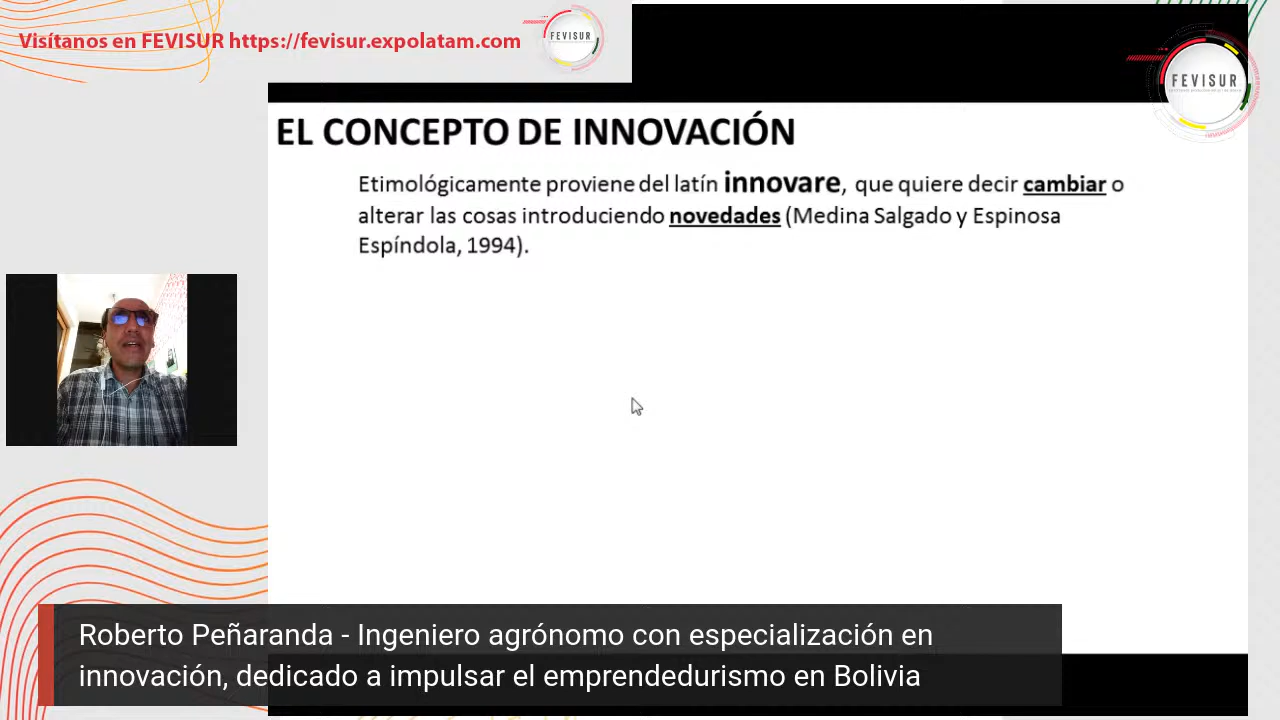 Visítanos en FEVISUR https://fevisur.expolatam.com
FEVISUR
FEVISUR
EL CONCEPTO DE INNOVACIÓN
Etimológicamente proviene del latín innovare, que quiere decir cambiar o
alterar las cosas introduciendo novedades (Medina Salgado y Espinosa
Espíndola, 1994).
Roberto Peñaranda - Ingeniero agrónomo con especialización en
innovación, dedicado a impulsar el emprendedurismo en Bolivia